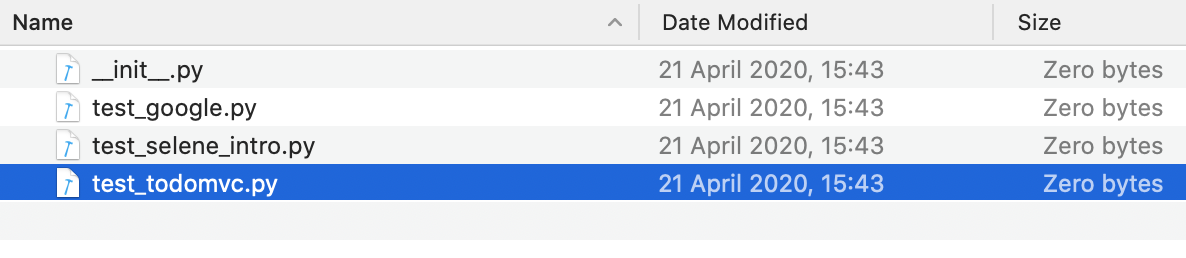 Name Date Modified Size
__init__.py 21 April 2020, 15:43 Zero bytes
test_google.py 21 April 2020, 15:43 Zero bytes
test_selene_intro.py 21 April 2020, 15:43 Zero bytes
test_todomvc.py 21 April 2020, 15:43 Zero bytes